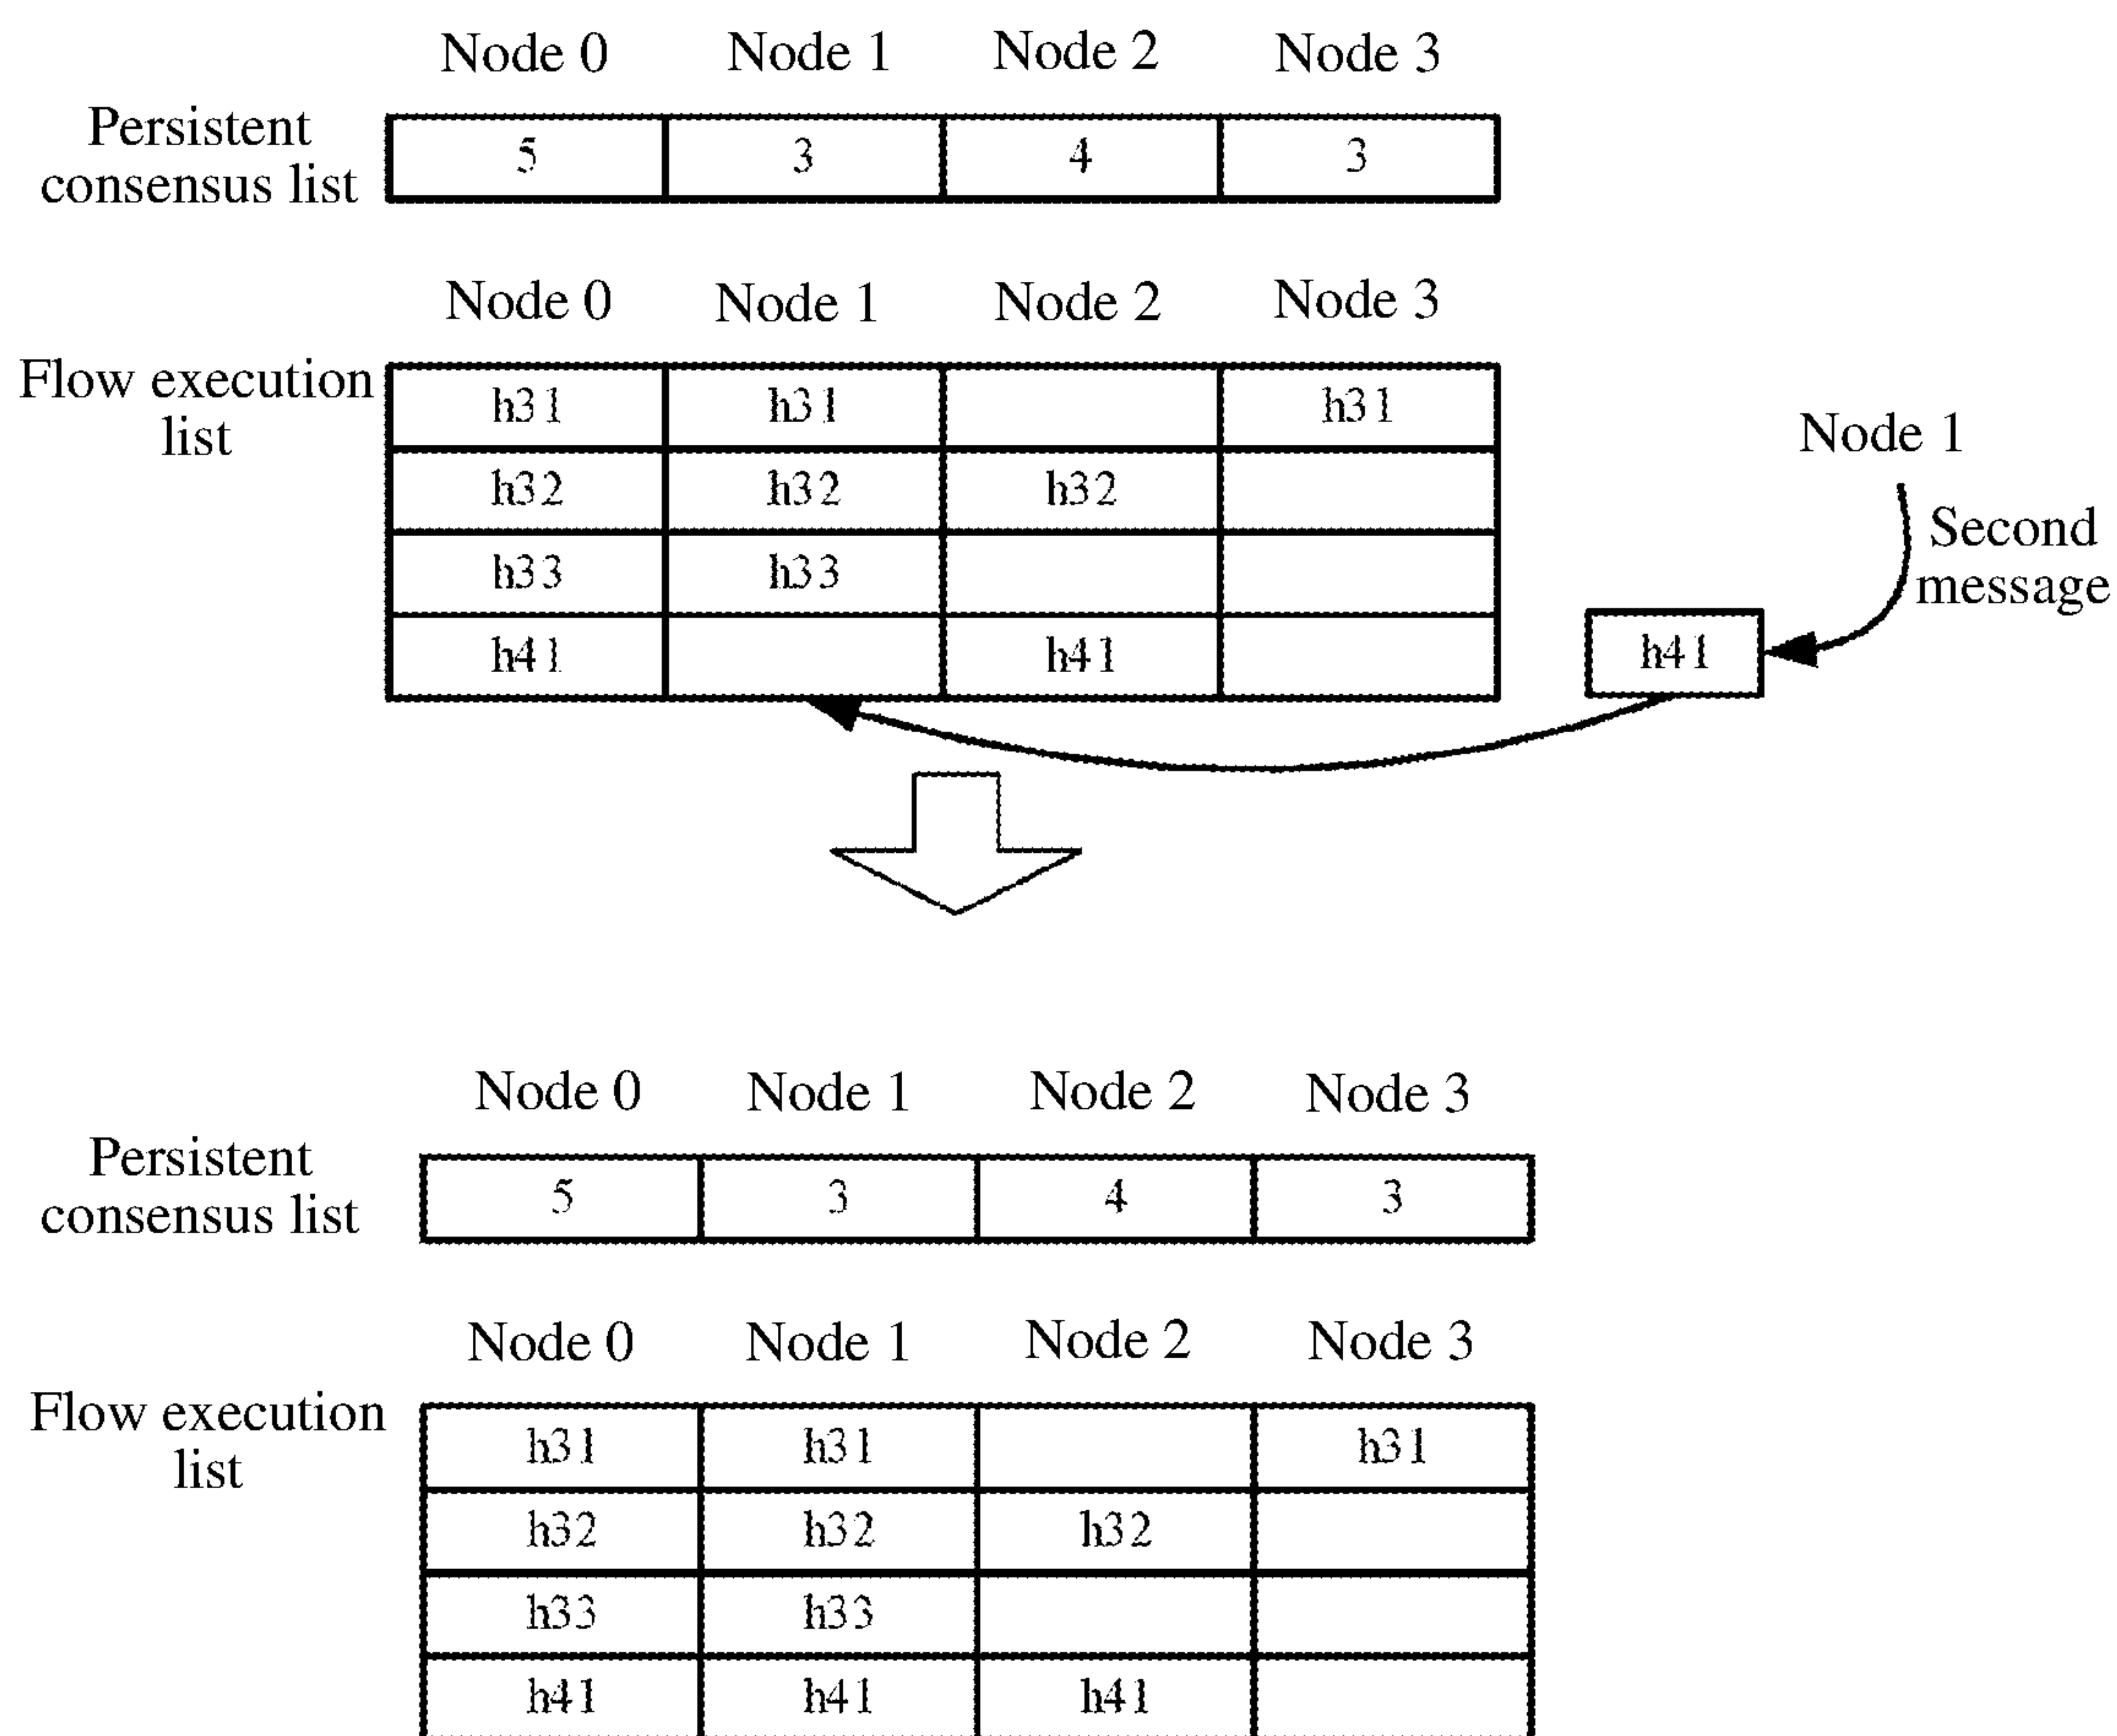 Node 0 Node 1 Node 2 Node 3
Persistent
consensus list
5 3 4 3
Node 0 Node 1 Node 2 Node 3
Flow execution
list
h31 h31 h31
h32 h32 h32
h33 h33
h41 h41
Node 1
Second
message
h41
Node 0 Node 1 Node 2 Node 3
Persistent
consensus list
5 3 4 3
Node 0 Node 1 Node 2 Node 3
Flow execution
list
h31 h31 h31
h32 h32 h32
h33 h33
h41 h41 h41